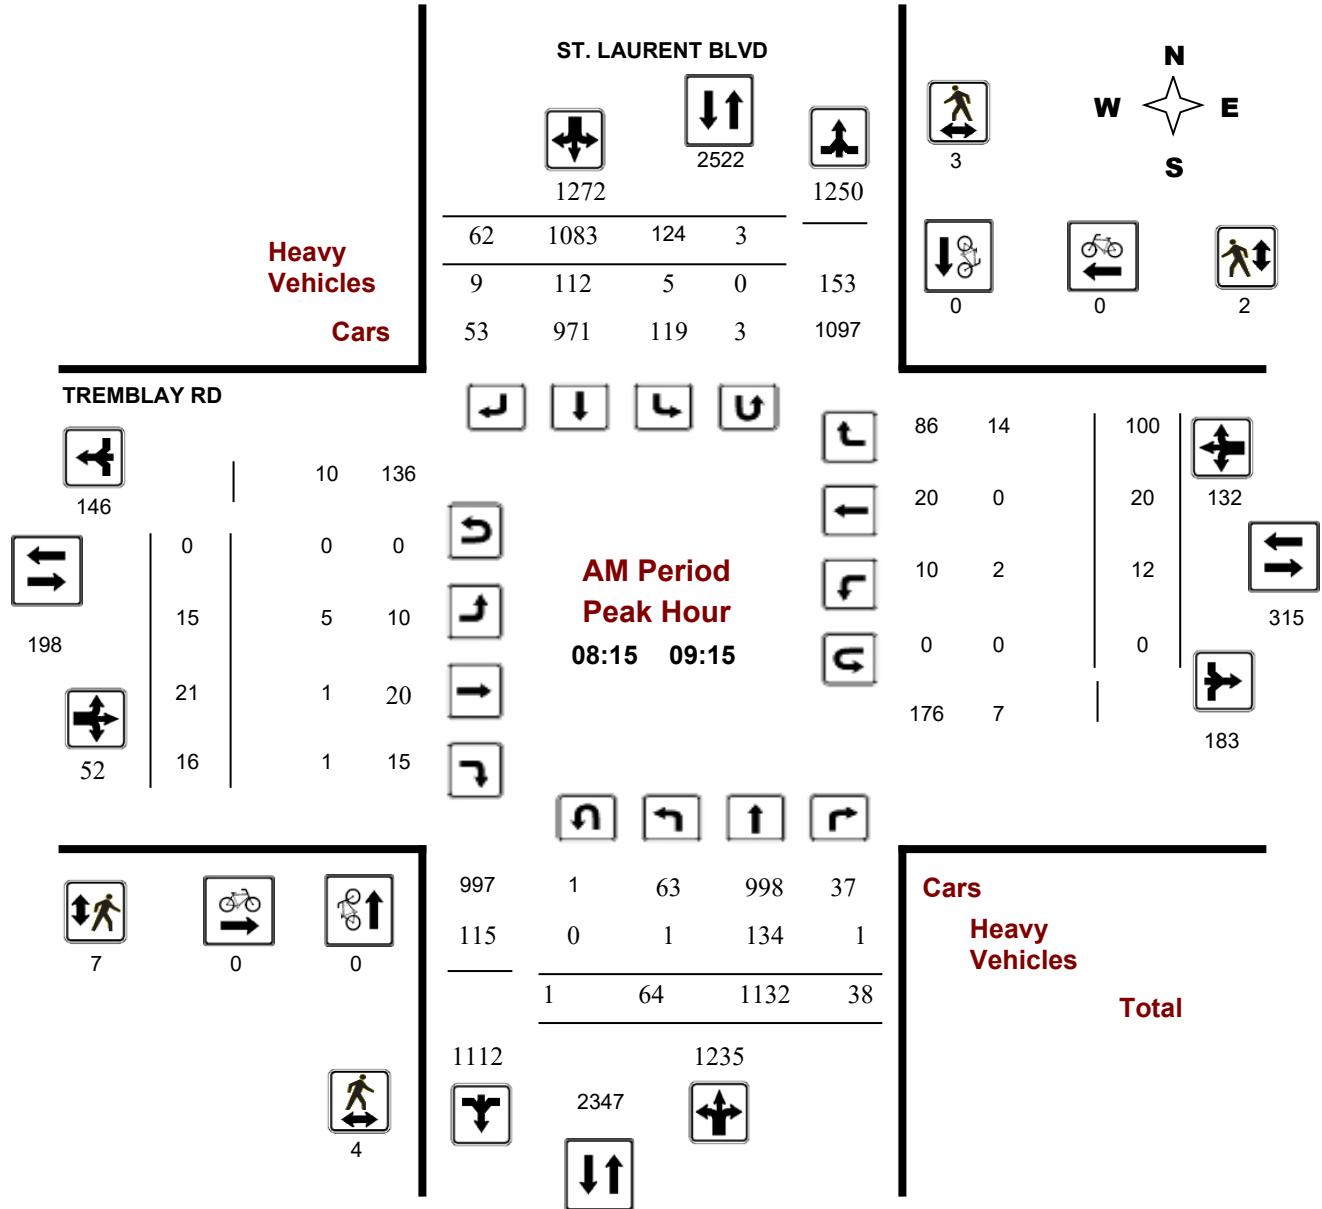 ST. LAURENT BLVD
N
W E
S
2522
3
1272 1250
62 1083 124 3
Heavy
Vehicles
9 112 5 0 153
0 0 2
Cars
53 971 119 3 1097
TREMBLAY RD
86 14 100
10 136
146
20 0 20 132
0 0 0
AM Period
Peak Hour
08:15 09:15
10 2 12
15 5 10
315
198
0 0 0
21 1 20
176 7
183
52 16 1 15
997 1 63 998 37
Cars
115 0 1 134 1
Heavy
Vehicles
7 0 0
1 64 1132 38
Total
1112 1235
2347
4